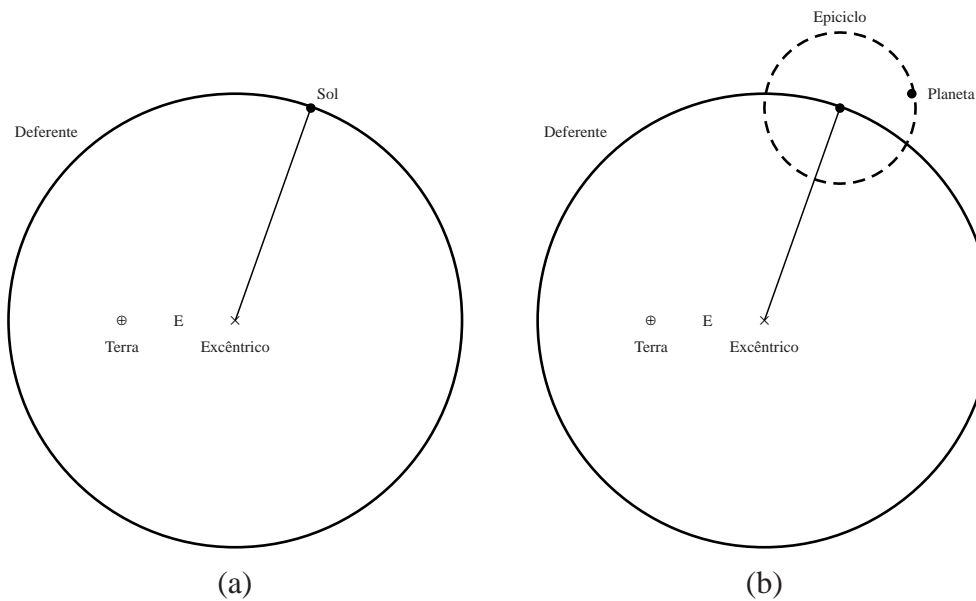 Sol
Deferente
⊕ E ×
Terra Excêntrico
(a)
Epiciclo
Planeta
Deferente
⊕ E ×
Terra Excêntrico
(b)